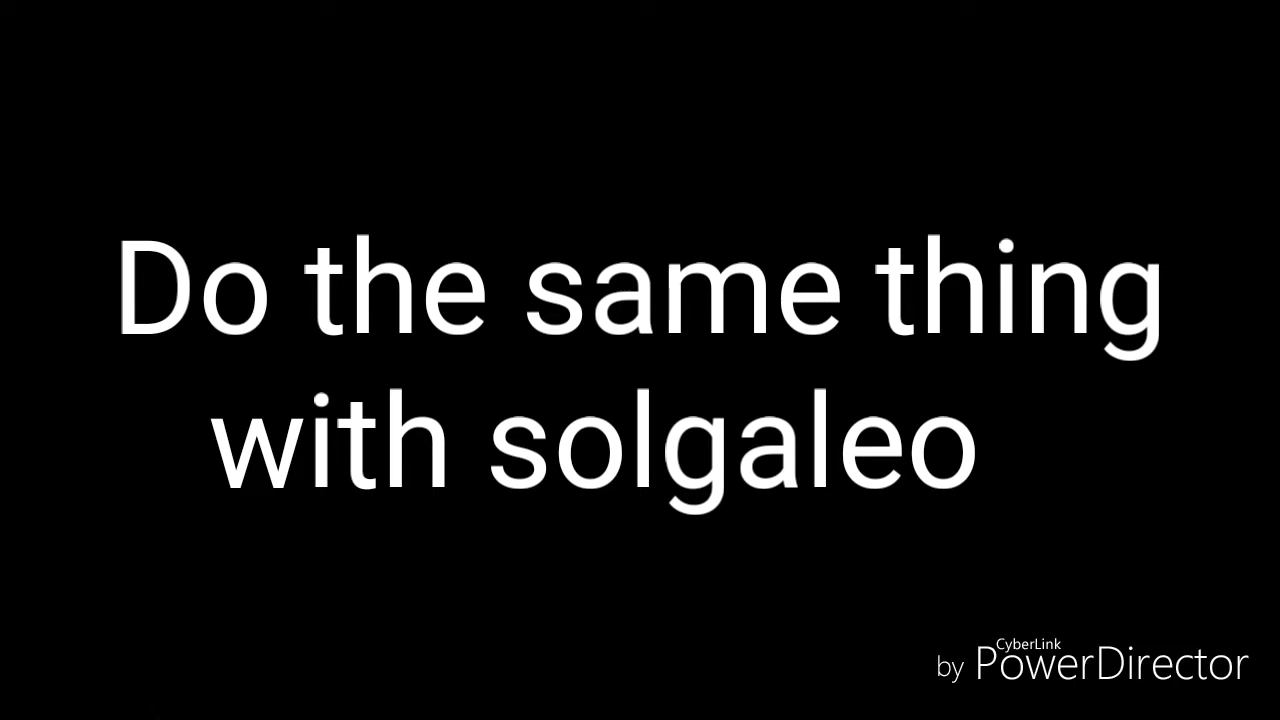 Do the same thing
with solgaleo
CyberLink
by PowerDirector